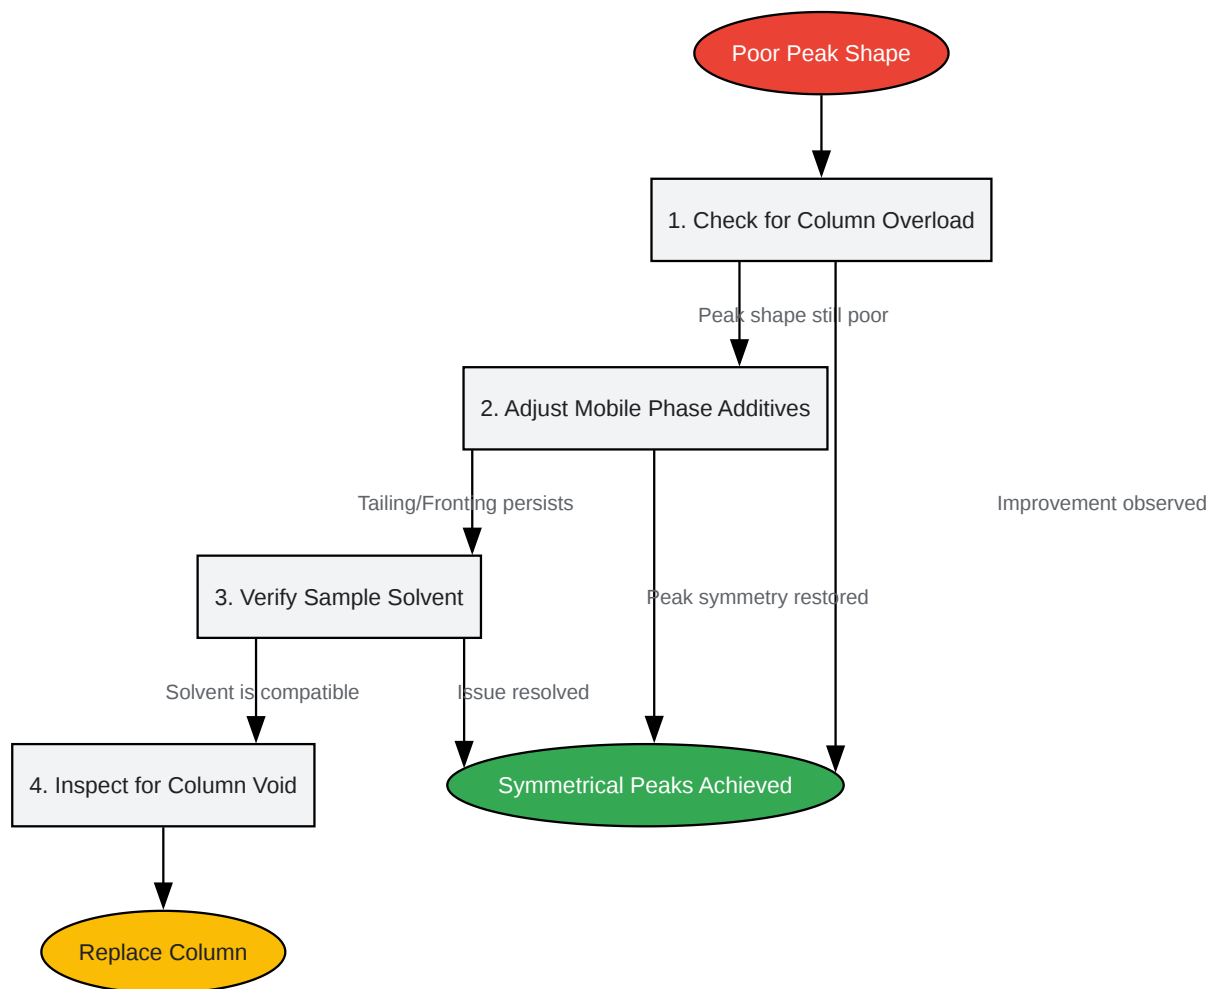 Poor Peak Shape
1. Check for Column Overload
Peak shape still poor
2. Adjust Mobile Phase Additives
Tailing/Fronting persists
Improvement observed
3. Verify Sample Solvent
Peak symmetry restored
Solvent is compatible
Issue resolved
4. Inspect for Column Void
Symmetrical Peaks Achieved
Replace Column